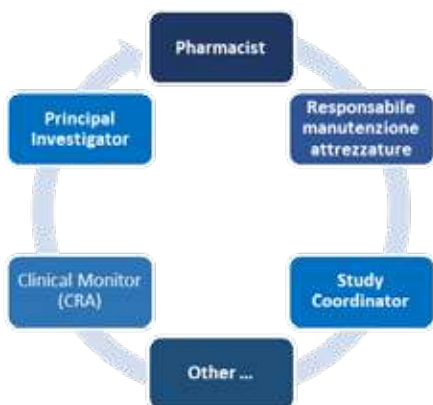 Pharmacist
Responsabile
manutenzione
attrezzature
Study
Coordinator
Other ...
Clinical Monitor
(CRA)
Principal
Investigator